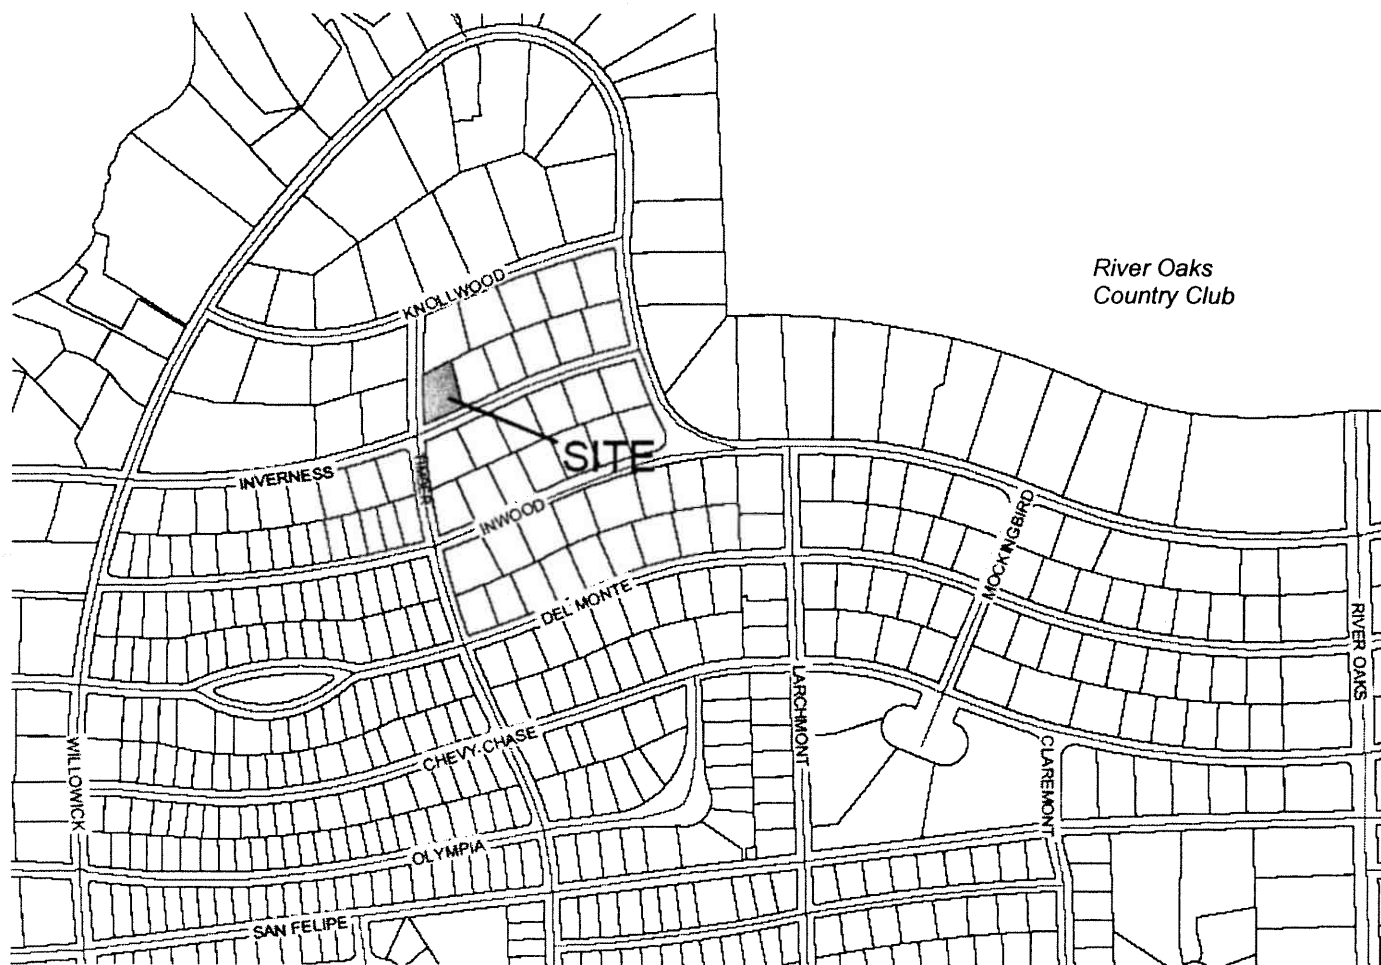 River Oaks
Country Club
KNOLLWOOD
SITE
INVERNESS
TIMBER
INWOOD
MOCKINGBIRD
DEL MONTE
RIVER OAKS
LARCHMONT
CHEVY CHASE
WILLOWICK
CLAREMONT
OLYMPIA
SAN FELIPE